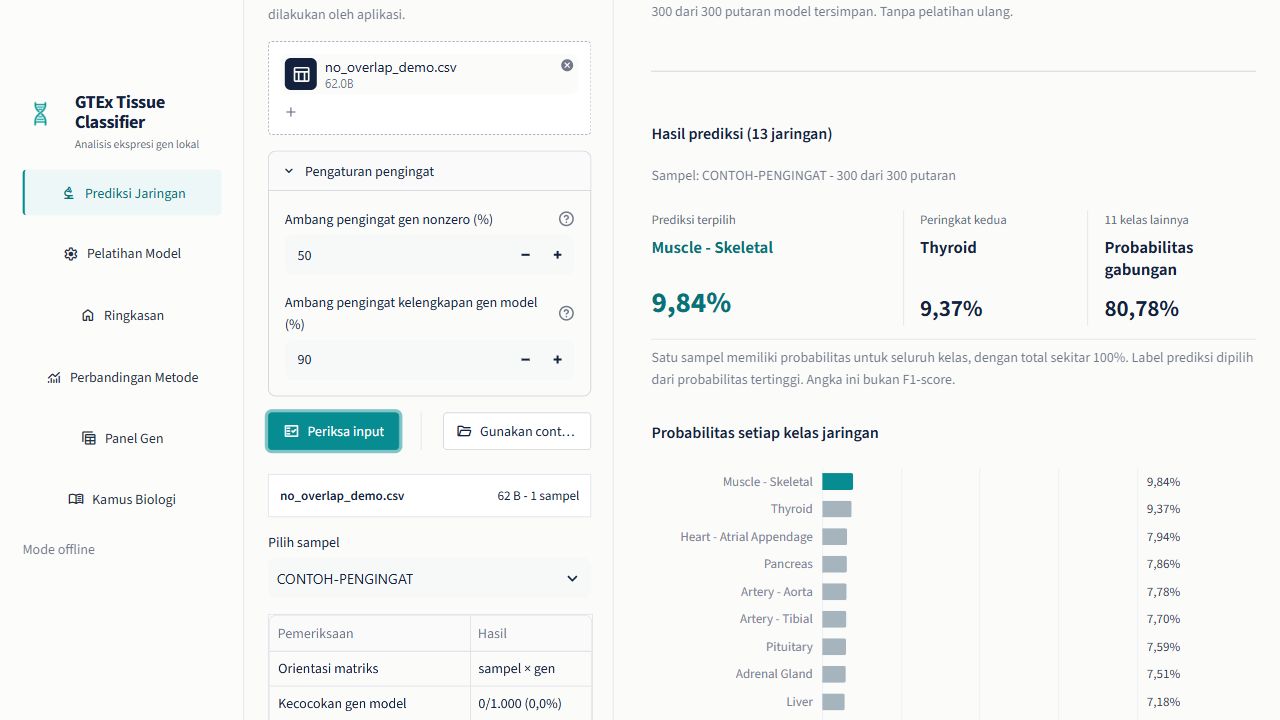 GTEx Tissue
Classifier
Analisis ekspresi gen lokal
Prediksi Jaringan
Pelatihan Model
Ringkasan
Perbandingan Metode
Panel Gen
Kamus Biologi
Mode offline
dilakukan oleh aplikasi.
no_overlap_demo.csv
62.0B
+
Pengaturan pengingat
Ambang pengingat gen nonzero (%)
50
Ambang pengingat kelengkapan gen model
(%)
90
Periksa input
Gunakan cont...
no_overlap_demo.csv
62 B - 1 sampel
Pilih sampel
CONTOH-PENGINGAT
Pemeriksaan
Hasil
Orientasi matriks
sampel × gen
Kecocokan gen model
0/1.000 (0,0%)
300 dari 300 putaran model tersimpan. Tanpa pelatihan ulang.
Hasil prediksi (13 jaringan)
Sampel: CONTOH-PENGINGAT - 300 dari 300 putaran
Prediksi terpilih
Muscle - Skeletal
9,84%
Peringkat kedua
Thyroid
9,37%
11 kelas lainnya
Probabilitas
gabungan
80,78%
Satu sampel memiliki probabilitas untuk seluruh kelas, dengan total sekitar 100%. Label prediksi dipilih
dari probabilitas tertinggi. Angka ini bukan F1-score.
Probabilitas setiap kelas jaringan
Muscle - Skeletal 9,84%
Thyroid 9,37%
Heart - Atrial Appendage 7,94%
Pancreas 7,86%
Artery - Aorta 7,78%
Artery - Tibial 7,70%
Pituitary 7,59%
Adrenal Gland 7,51%
Liver 7,18%